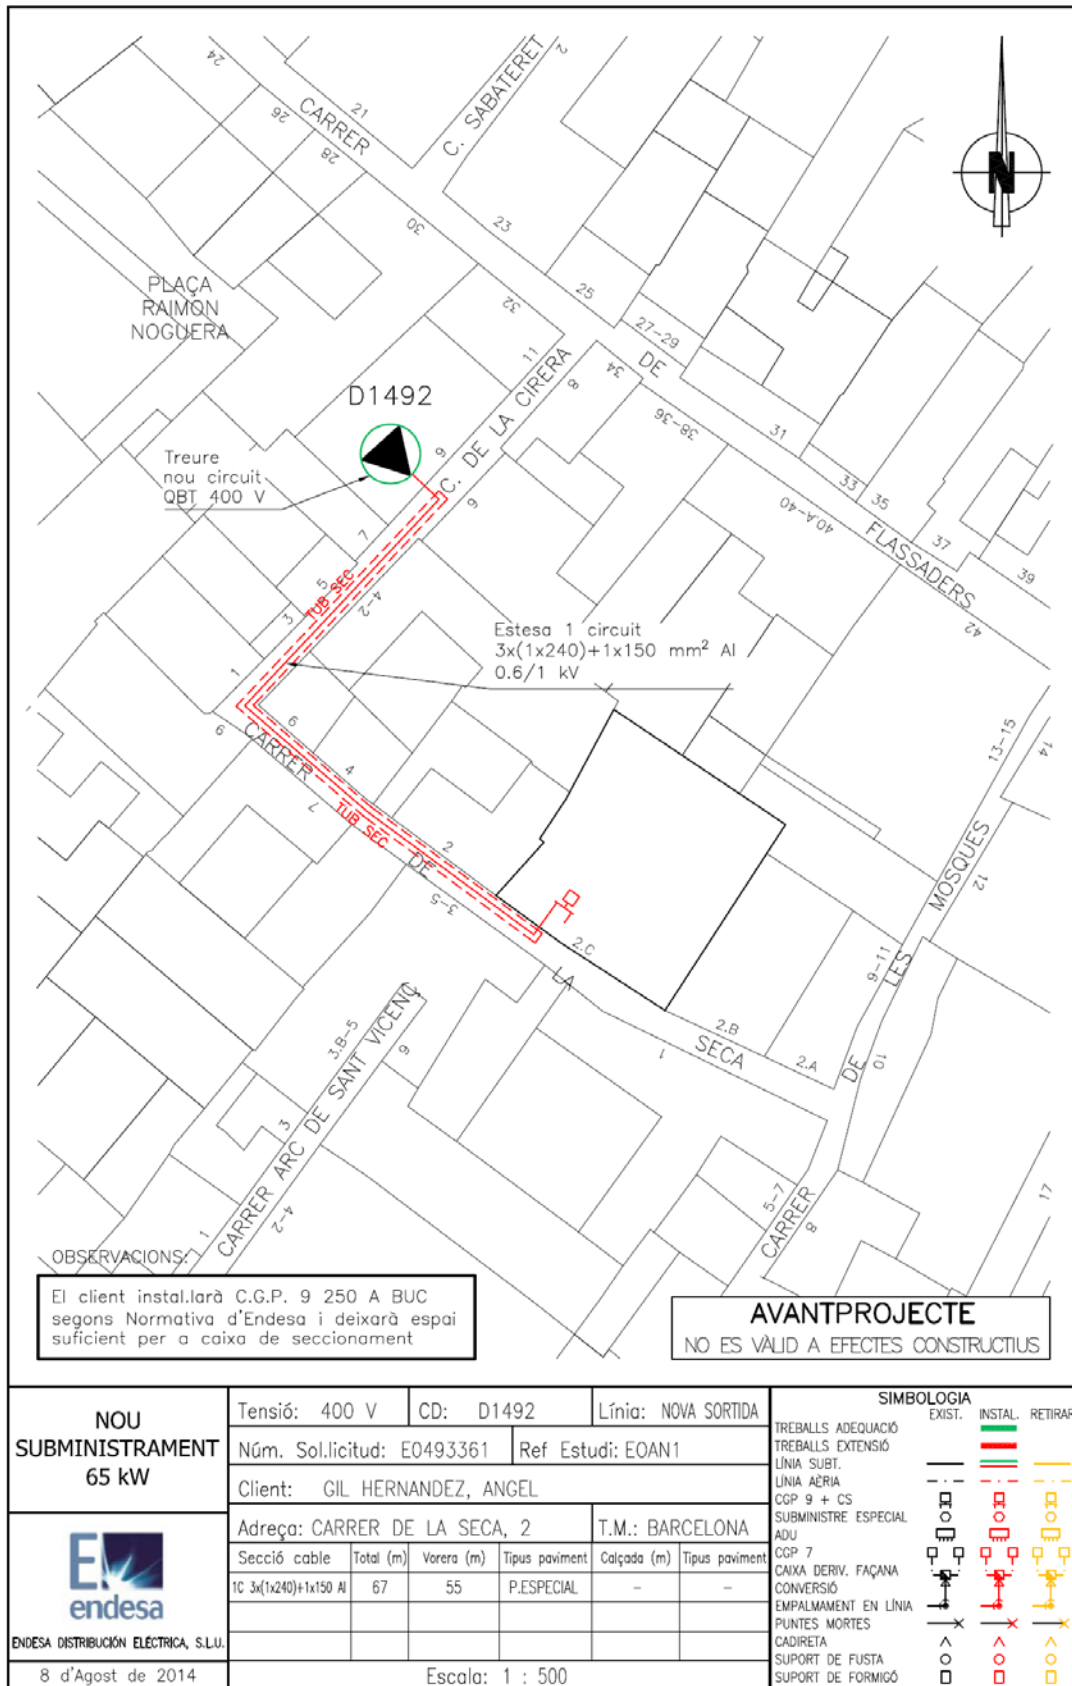 24
CARRER
21
26
28
C. SABATERET
2
N
30
23
25
32
27-29
DE
PLAÇA
RAIMON
NOGUERA
11
8
34
36-38
31
D1492
C. DE LA CIRERA
9
6
33
35
40.A-40
FLASSADERS
37
39
42
Treure
nou circuit
QBT 400 V
7
5
3
1
TUB SEC
4-2
Estesa 1 circuit
3x(1x240)+1x150 mm² Al
0.6/1 kV
9
CARRER
6
4
7
TUB SEC
2
DE
3-5
2.C
LA
13-15
14
MOSQUES
12
9-11
LES
DE
10
2.B
SECA
1
2.A
CARRER ARC DE SANT VICENÇ
3.B-5
6
3
1
4-2
5-7
CARRER
8
17
OBSERVACIONS:
El client instal.larà C.G.P. 9 250 A BUC
segons Normativa d'Endesa i deixarà espai
suficient per a caixa de seccionament
AVANTPROJECTE
NO ES VÀLID A EFECTES CONSTRUCTIUS
NOU
SUBMINISTRAMENT
65 kW
endesa
ENDESA DISTRIBUCIÓN ELÉCTRICA, S.L.U.
8 d'Agost de 2014
Tensió: 400 V CD: D1492 Línia: NOVA SORTIDA
Núm. Sol.licitud: E0493361 Ref Estudi: EOAN1
Client: GIL HERNANDEZ, ANGEL
Adreça: CARRER DE LA SECA, 2 T.M.: BARCELONA
Secció cable Total (m) Vorera (m) Tipus paviment Calçada (m) Tipus paviment
1C 3x(1x240)+1x150 Al 67 55 P.ESPECIAL - -
Escala: 1 : 500
SIMBOLOGIA
EXIST. INSTAL. RETIRAR
TREBALLS ADEQUACIÓ
TREBALLS EXTENSIÓ
LÍNIA SUBT.
LÍNIA AÈRIA
CGP 9 + CS
SUBMINISTRE ESPECIAL
ADU
CGP 7
CAIXA DERIV. FAÇANA
CONVERSIÓ
EMPALMAMENT EN LÍNIA
PUNTES MORTES
CADIRETA
SUPORT DE FUSTA
SUPORT DE FORMIGÓ